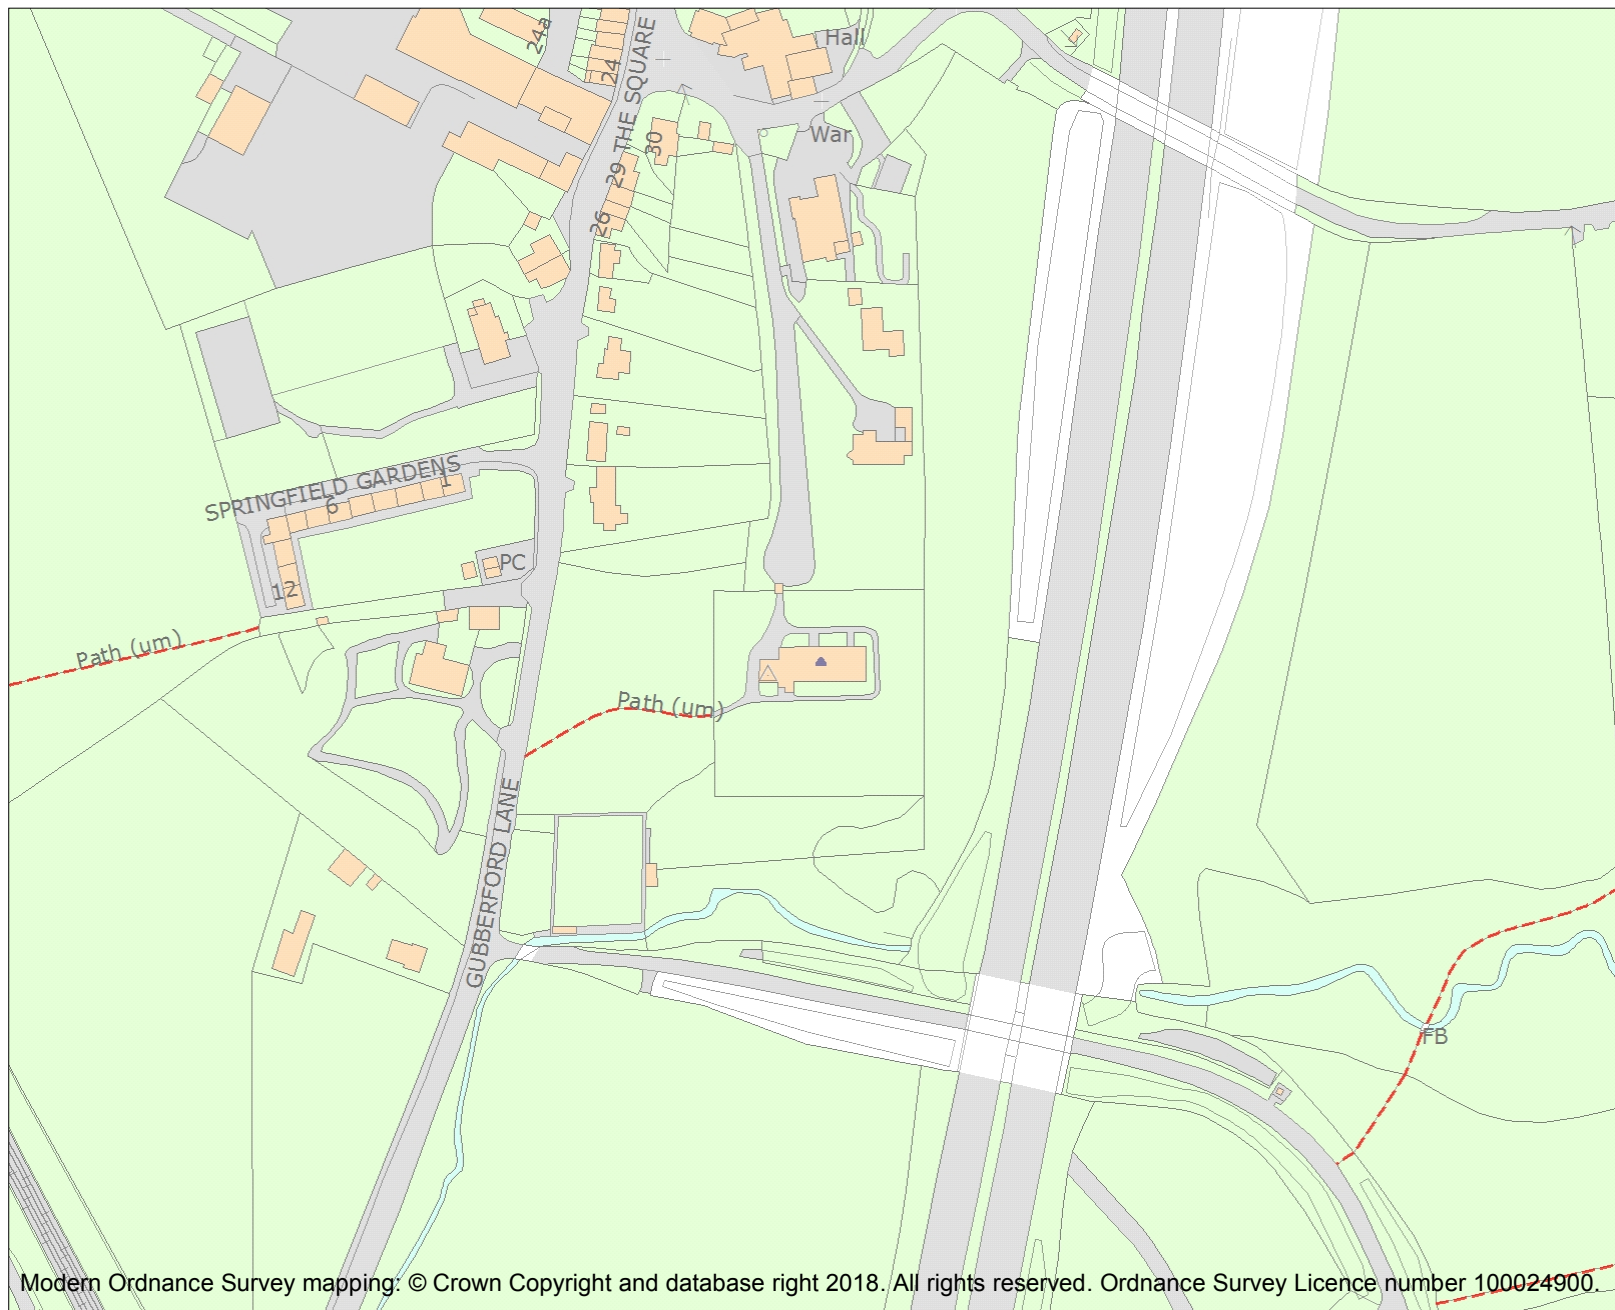 24a
THE SQUARE
Hall
24
War
30
29
26
SPRINGFIELD GARDENS
1
6
PC
12
Path (um)
Path (um)
GUBBERFORD LANE
FB
Modern Ordnance Survey mapping: © Crown Copyright and database right 2018. All rights reserved. Ordnance Survey Licence number 100024900.